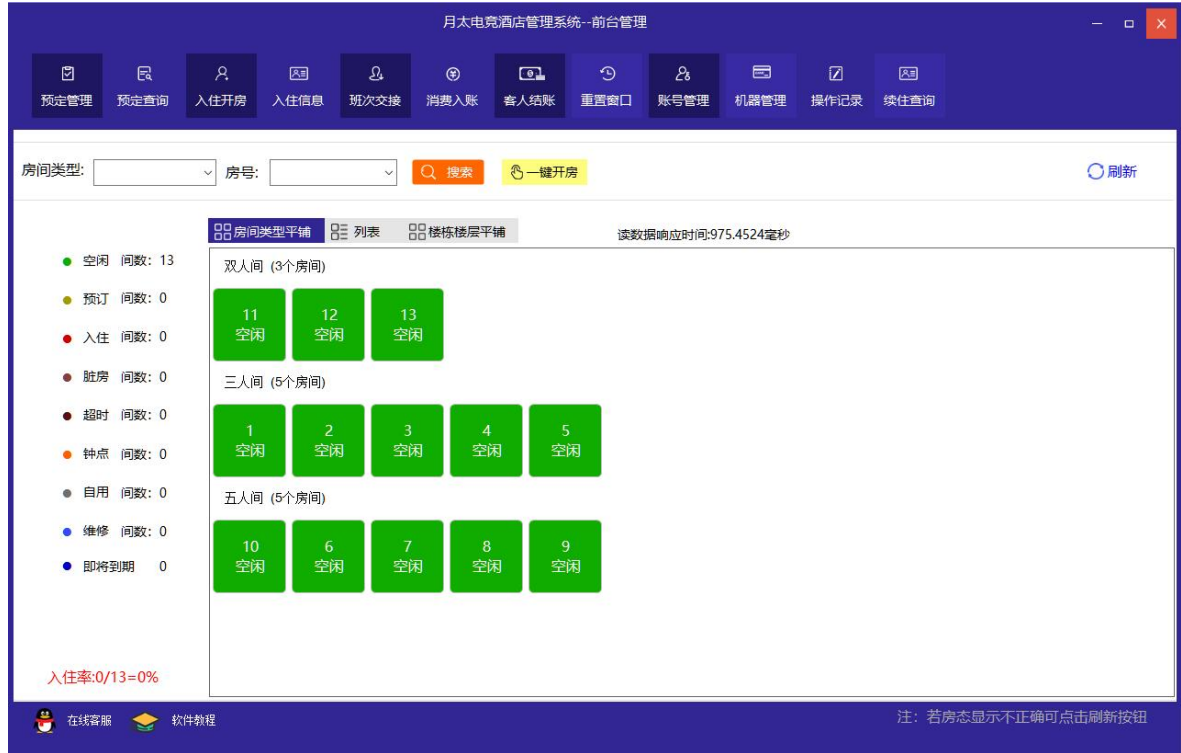 月太电竞酒店管理系统--前台管理
预定管理 预定查询 入住开房 入住信息 班次交接 消费入账 客人结账 重置窗口 账号管理 机器管理 操作记录 续住查询
房间类型: 房号: 搜索 一键开房 刷新
房间类型平铺 列表 楼栋楼层平铺 读数据响应时间:975.4524毫秒
空闲 间数: 13
预订 间数: 0
入住 间数: 0
脏房 间数: 0
超时 间数: 0
钟点 间数: 0
自用 间数: 0
维修 间数: 0
即将到期 0
入住率:0/13=0%
双人间 (3个房间)
11 12 13
空闲 空闲 空闲
三人间 (5个房间)
1 2 3 4 5
空闲 空闲 空闲 空闲 空闲
五人间 (5个房间)
10 6 7 8 9
空闲 空闲 空闲 空闲 空闲
在线客服 软件教程 注: 若房态显示不正确可点击刷新按钮